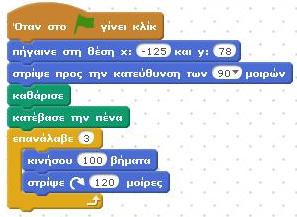 Όταν στο γίνει κλίκ
πήγαινε στη θέση x: -125 και y: 78
στρίψε προς την κατεύθυνση των 90 μοιρών
καθάρισε
κατέβασε την πένα
επανάλαβε 3
κινήσου 100 βήματα
στρίψε 120 μοίρες